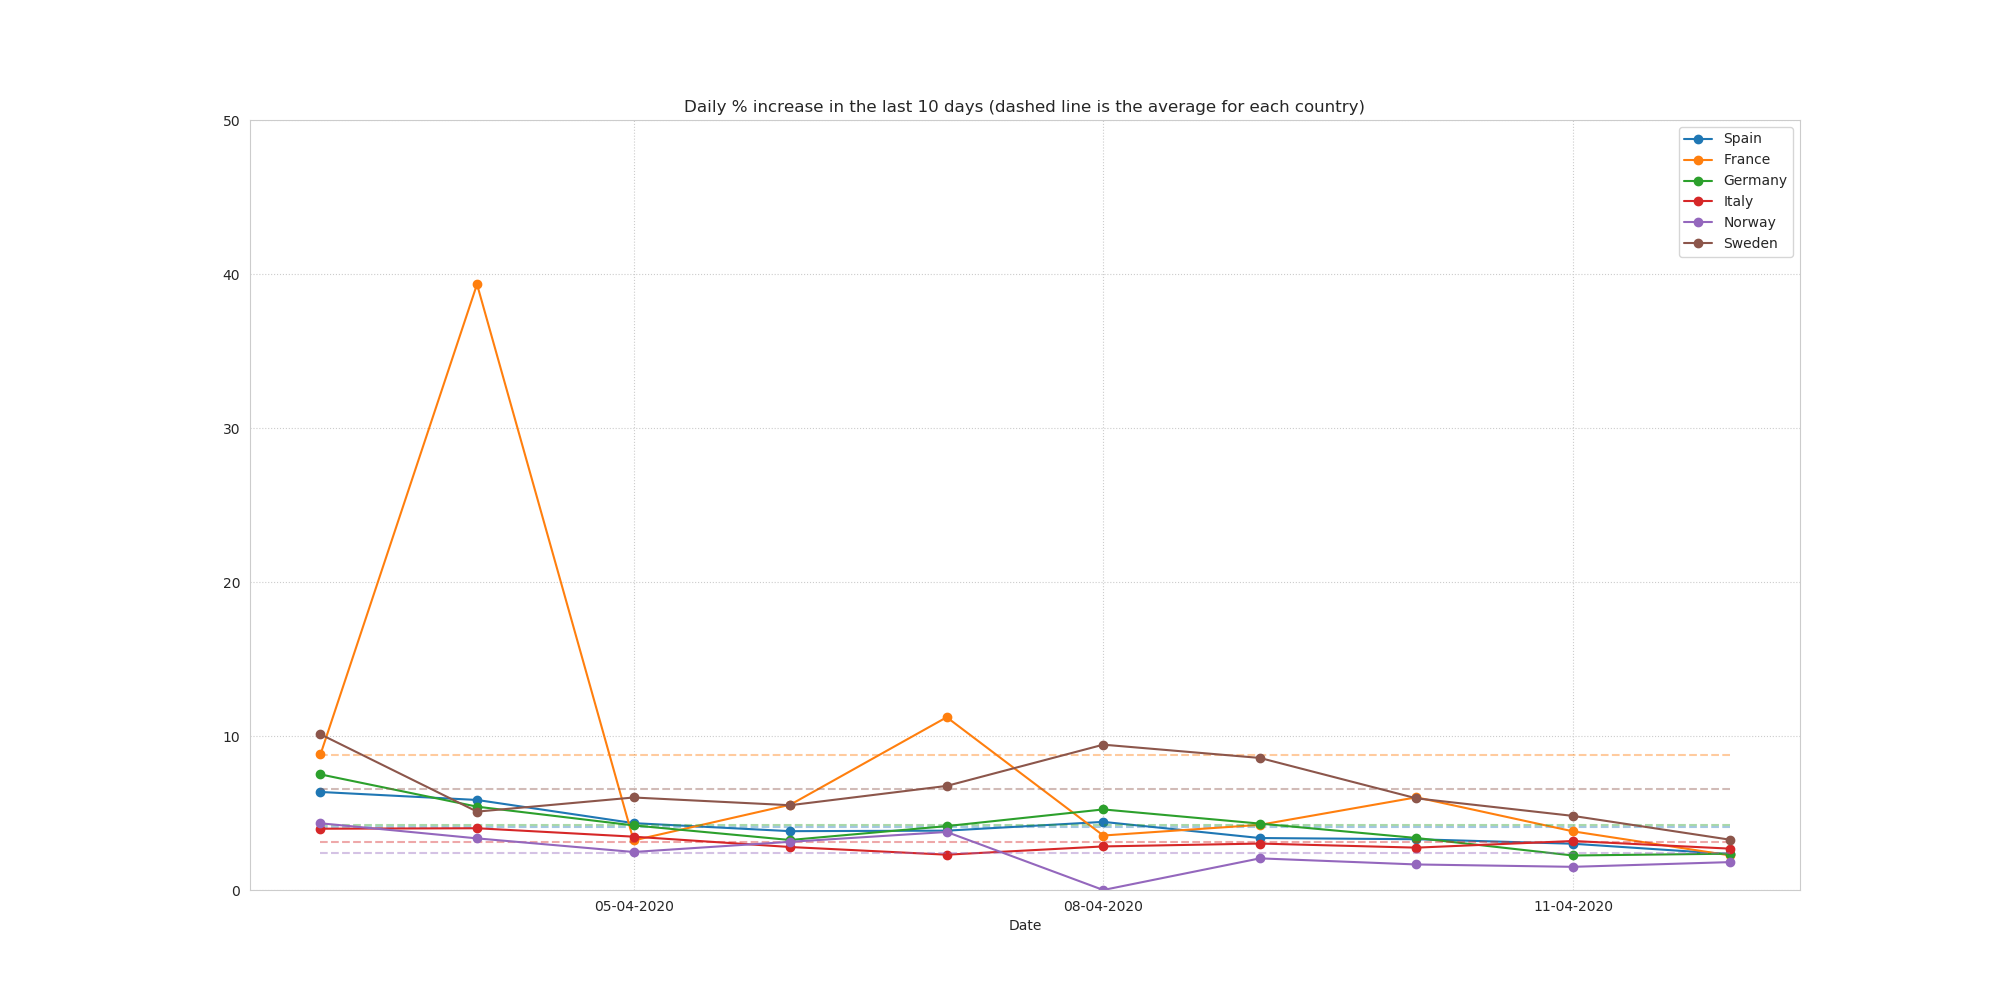 Daily % increase in the last 10 days (dashed line is the average for each country)
50
40
30
20
10
0
Spain
France
Germany
Italy
Norway
Sweden
05-04-2020 08-04-2020 11-04-2020
Date